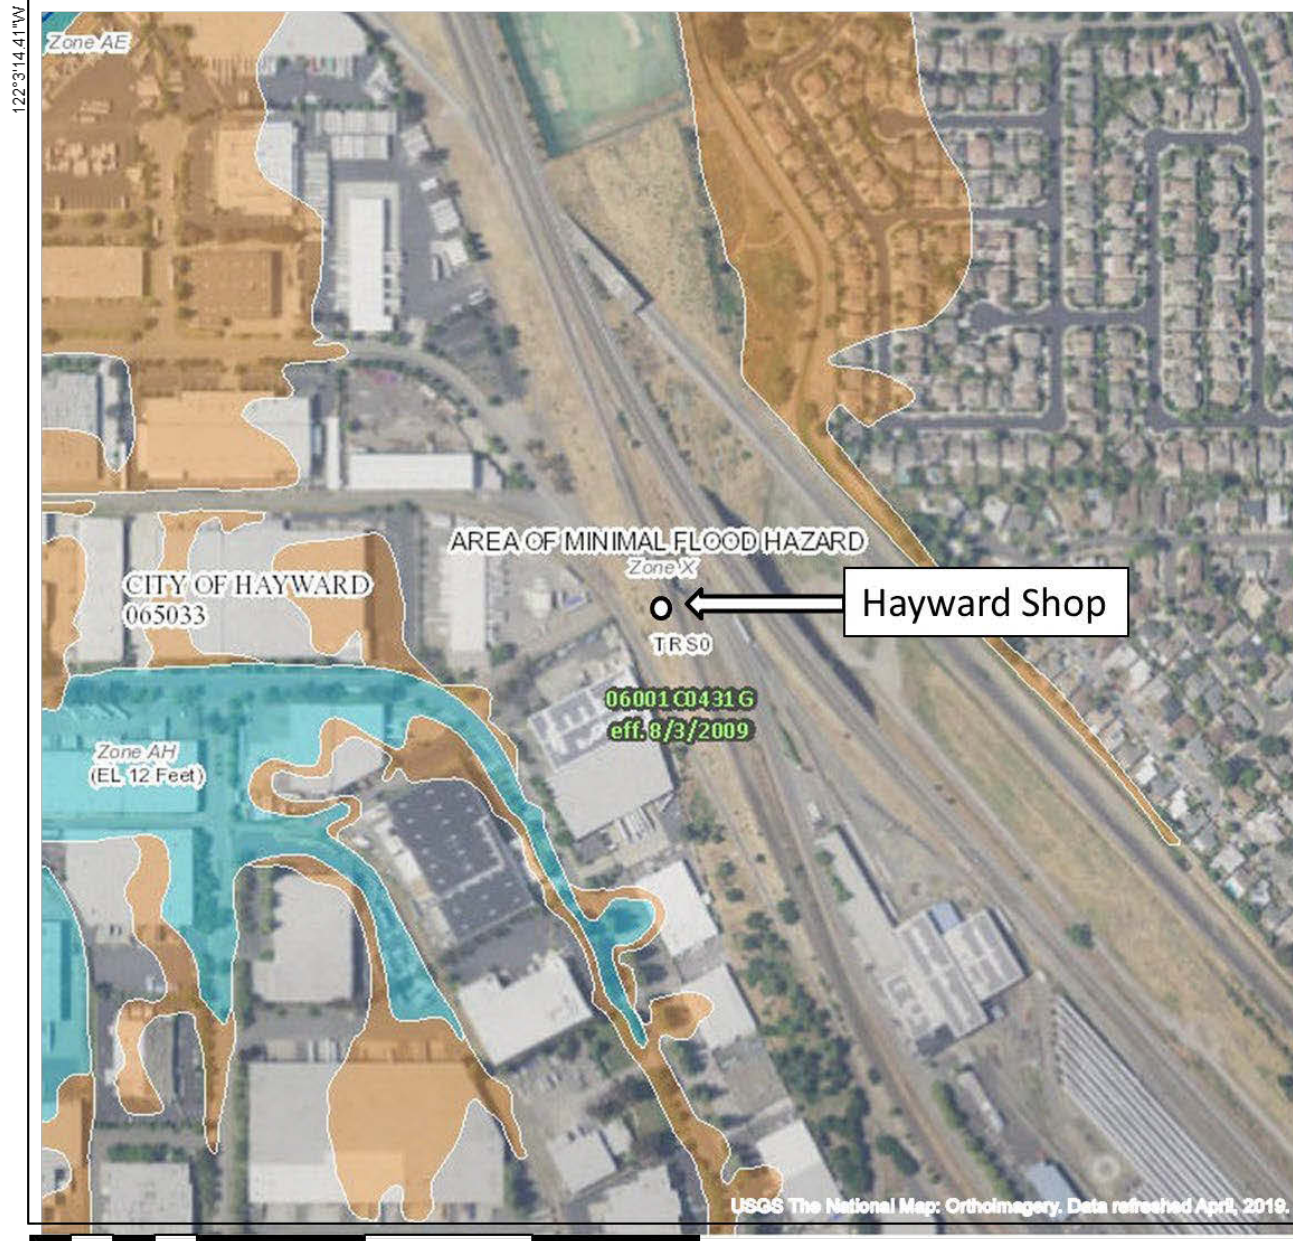 122°3'14.41"W
Zone AE
AREA OF MINIMAL FLOOD HAZARD
Zone X
CITY OF HAYWARD
065033
Hayward Shop
TRS0
06001C0431G
eff. 8/3/2009
Zone AH
(EL 12 Feet)
USGS The National Map: Orthoimagery. Data refreshed April, 2019.